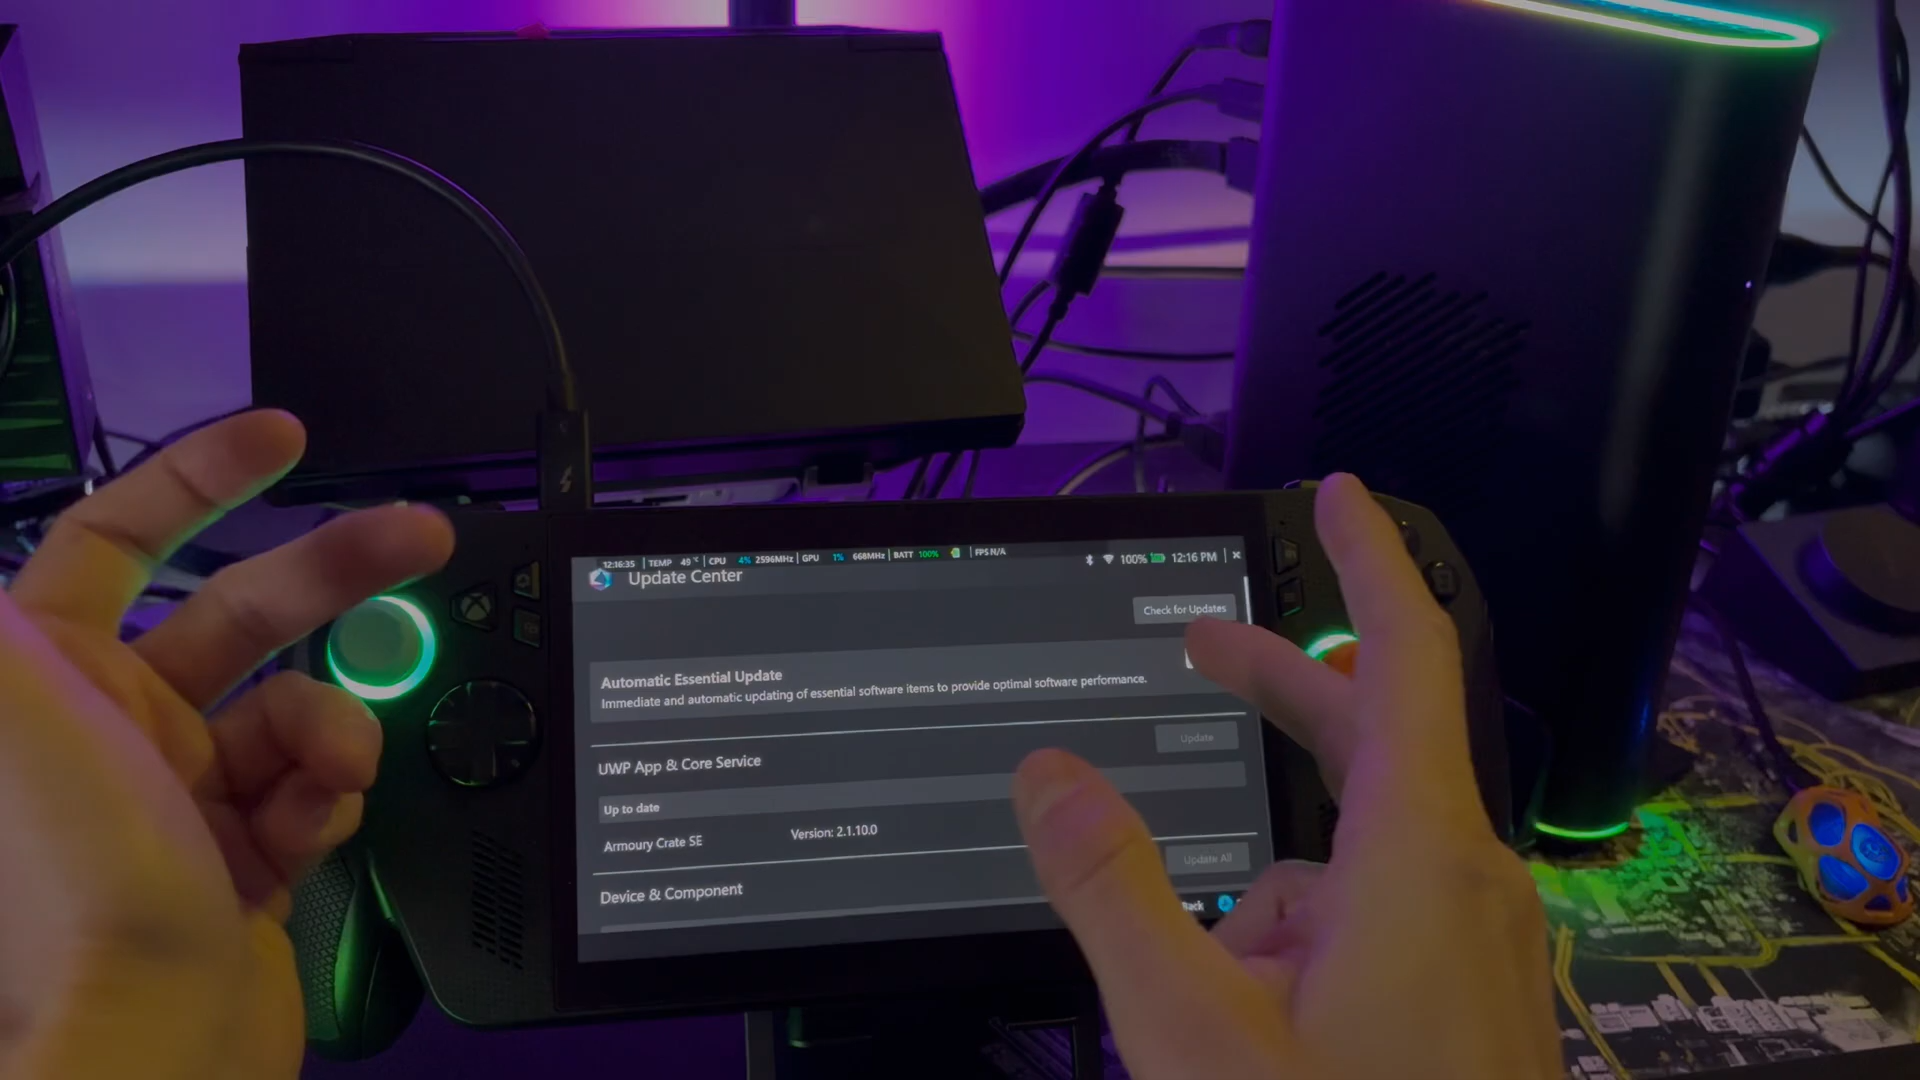 12:16:35 | TEMP 49 °C | CPU 4% 2596MHz | GPU 1% 668MHz | BATT 100% | FPS N/A
100% 12:16 PM
Update Center
Check for Updates
Automatic Essential Update
Immediate and automatic updating of essential software items to provide optimal software performance.
UWP App & Core Service
Update
Up to date
Armoury Crate SE Version: 2.1.10.0
Update All
Device & Component
Back